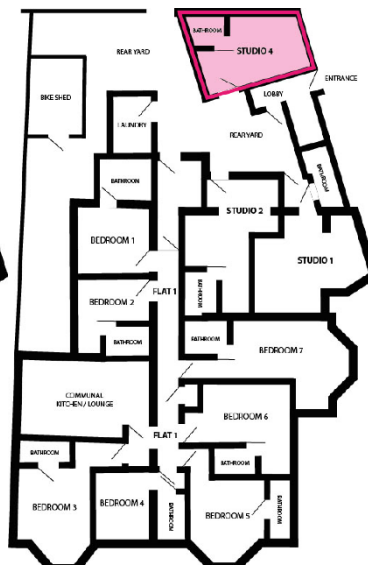 BATHROOM
REAR YARD
STUDIO 4
BIKE SHED
LOBBY
ENTRANCE
LAUNDRY
REAR YARD
BATHROOM
BATHROOM
STUDIO 2
BEDROOM 1
STUDIO 1
BATHROOM
FLAT 1
BEDROOM 2
BATHROOM
BATHROOM
BEDROOM 7
COMMUNAL
KITCHEN / LOUNGE
BEDROOM 6
FLAT 1
BATHROOM
BATHROOM
BEDROOM 3
BEDROOM 4
BATHROOM
BEDROOM 5
BATHROOM